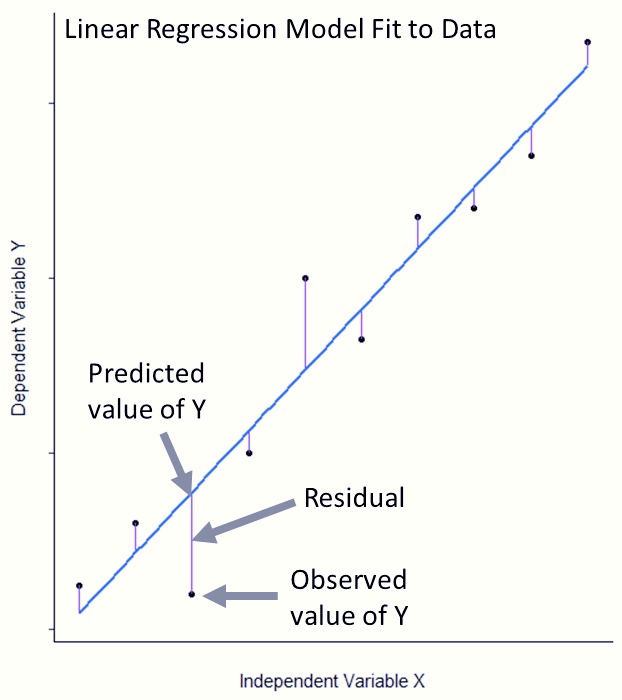 Linear Regression Model Fit to Data
Dependent Variable Y
Predicted
value of Y
Residual
Observed
value of Y
Independent Variable X